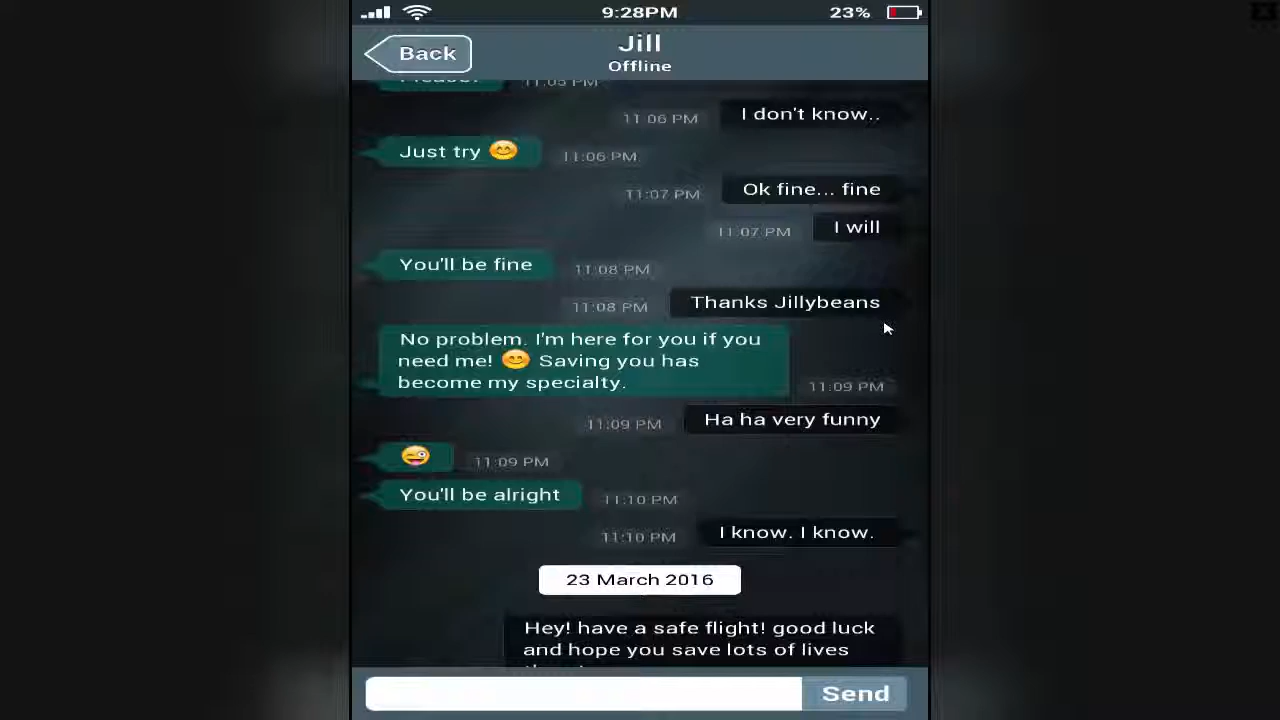 9:28PM
23%
Back
Jill
Offline
11:05 PM
I don't know..
11:06 PM
Just try
11:06 PM
Ok fine... fine
11:07 PM
I will
11:07 PM
You'll be fine
11:08 PM
Thanks Jillybeans
11:08 PM
No problem. I'm here for you if you
need me! 😊 Saving you has
become my specialty.
11:09 PM
Ha ha very funny
11:09 PM
11:09 PM
You'll be alright
11:10 PM
I know. I know.
11:10 PM
23 March 2016
Hey! have a safe flight! good luck
and hope you save lots of lives
Send